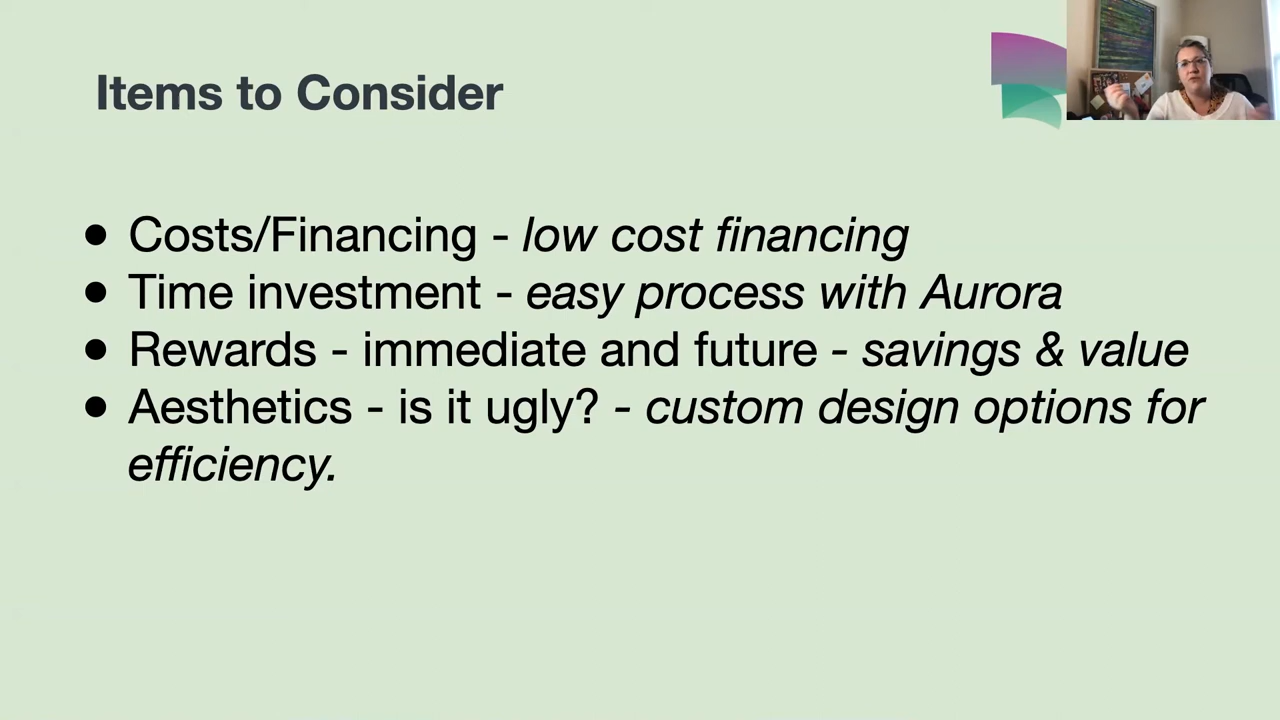 Items to Consider
● Costs/Financing - low cost financing
● Time investment - easy process with Aurora
● Rewards - immediate and future - savings & value
● Aesthetics - is it ugly? - custom design options for
efficiency.